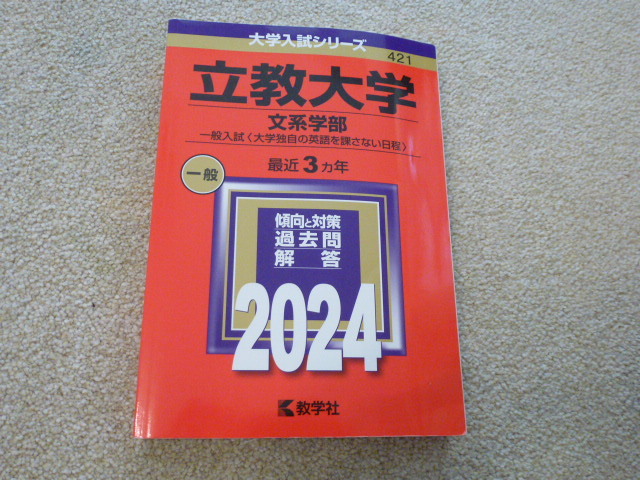 大学入試シリーズ
421
立教大学
文系学部
一般入試〈大学独自の英語を課さない日程〉
最近3カ年
一般
傾向と対策
過去問
解答
2024
教学社